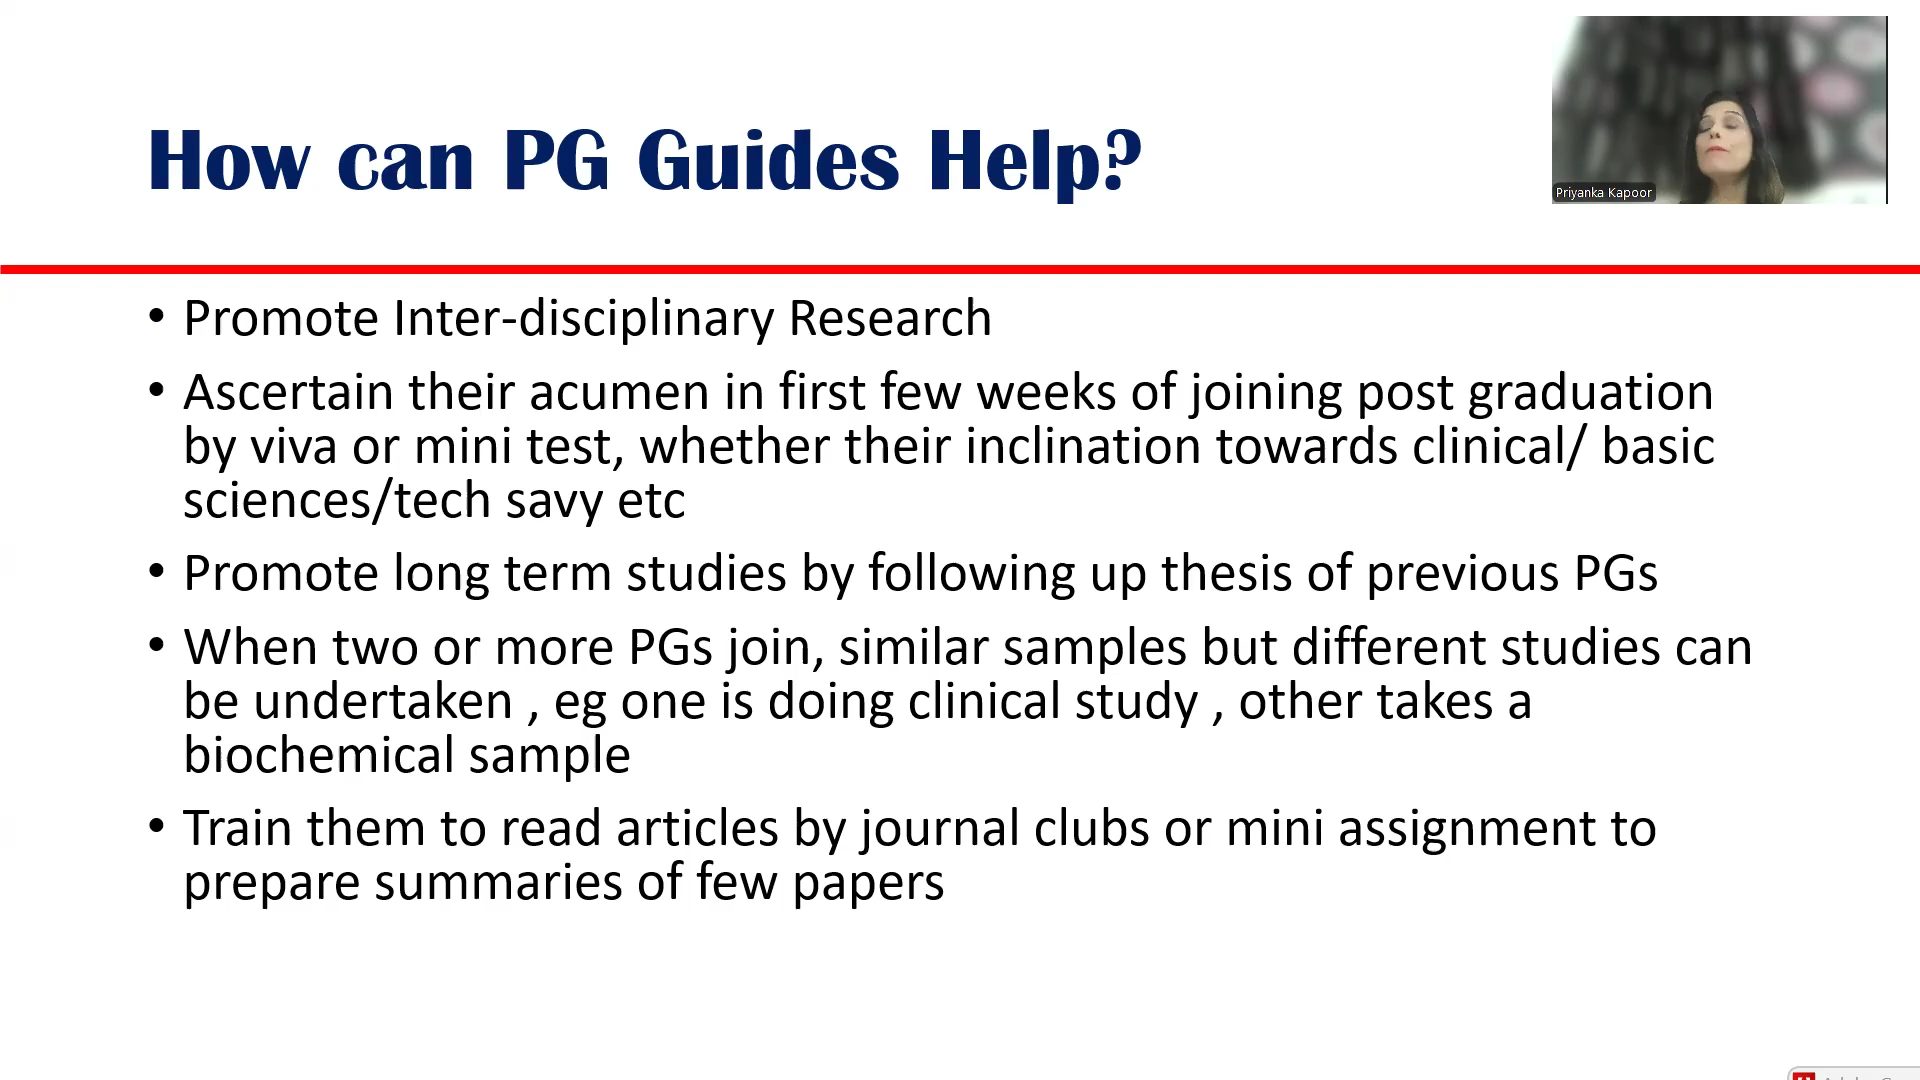 How can PG Guides Help?
Priyanka Kapoor
• Promote Inter-disciplinary Research
• Ascertain their acumen in first few weeks of joining post graduation
by viva or mini test, whether their inclination towards clinical/ basic
sciences/tech savy etc
• Promote long term studies by following up thesis of previous PGs
• When two or more PGs join, similar samples but different studies can
be undertaken , eg one is doing clinical study , other takes a
biochemical sample
• Train them to read articles by journal clubs or mini assignment to
prepare summaries of few papers